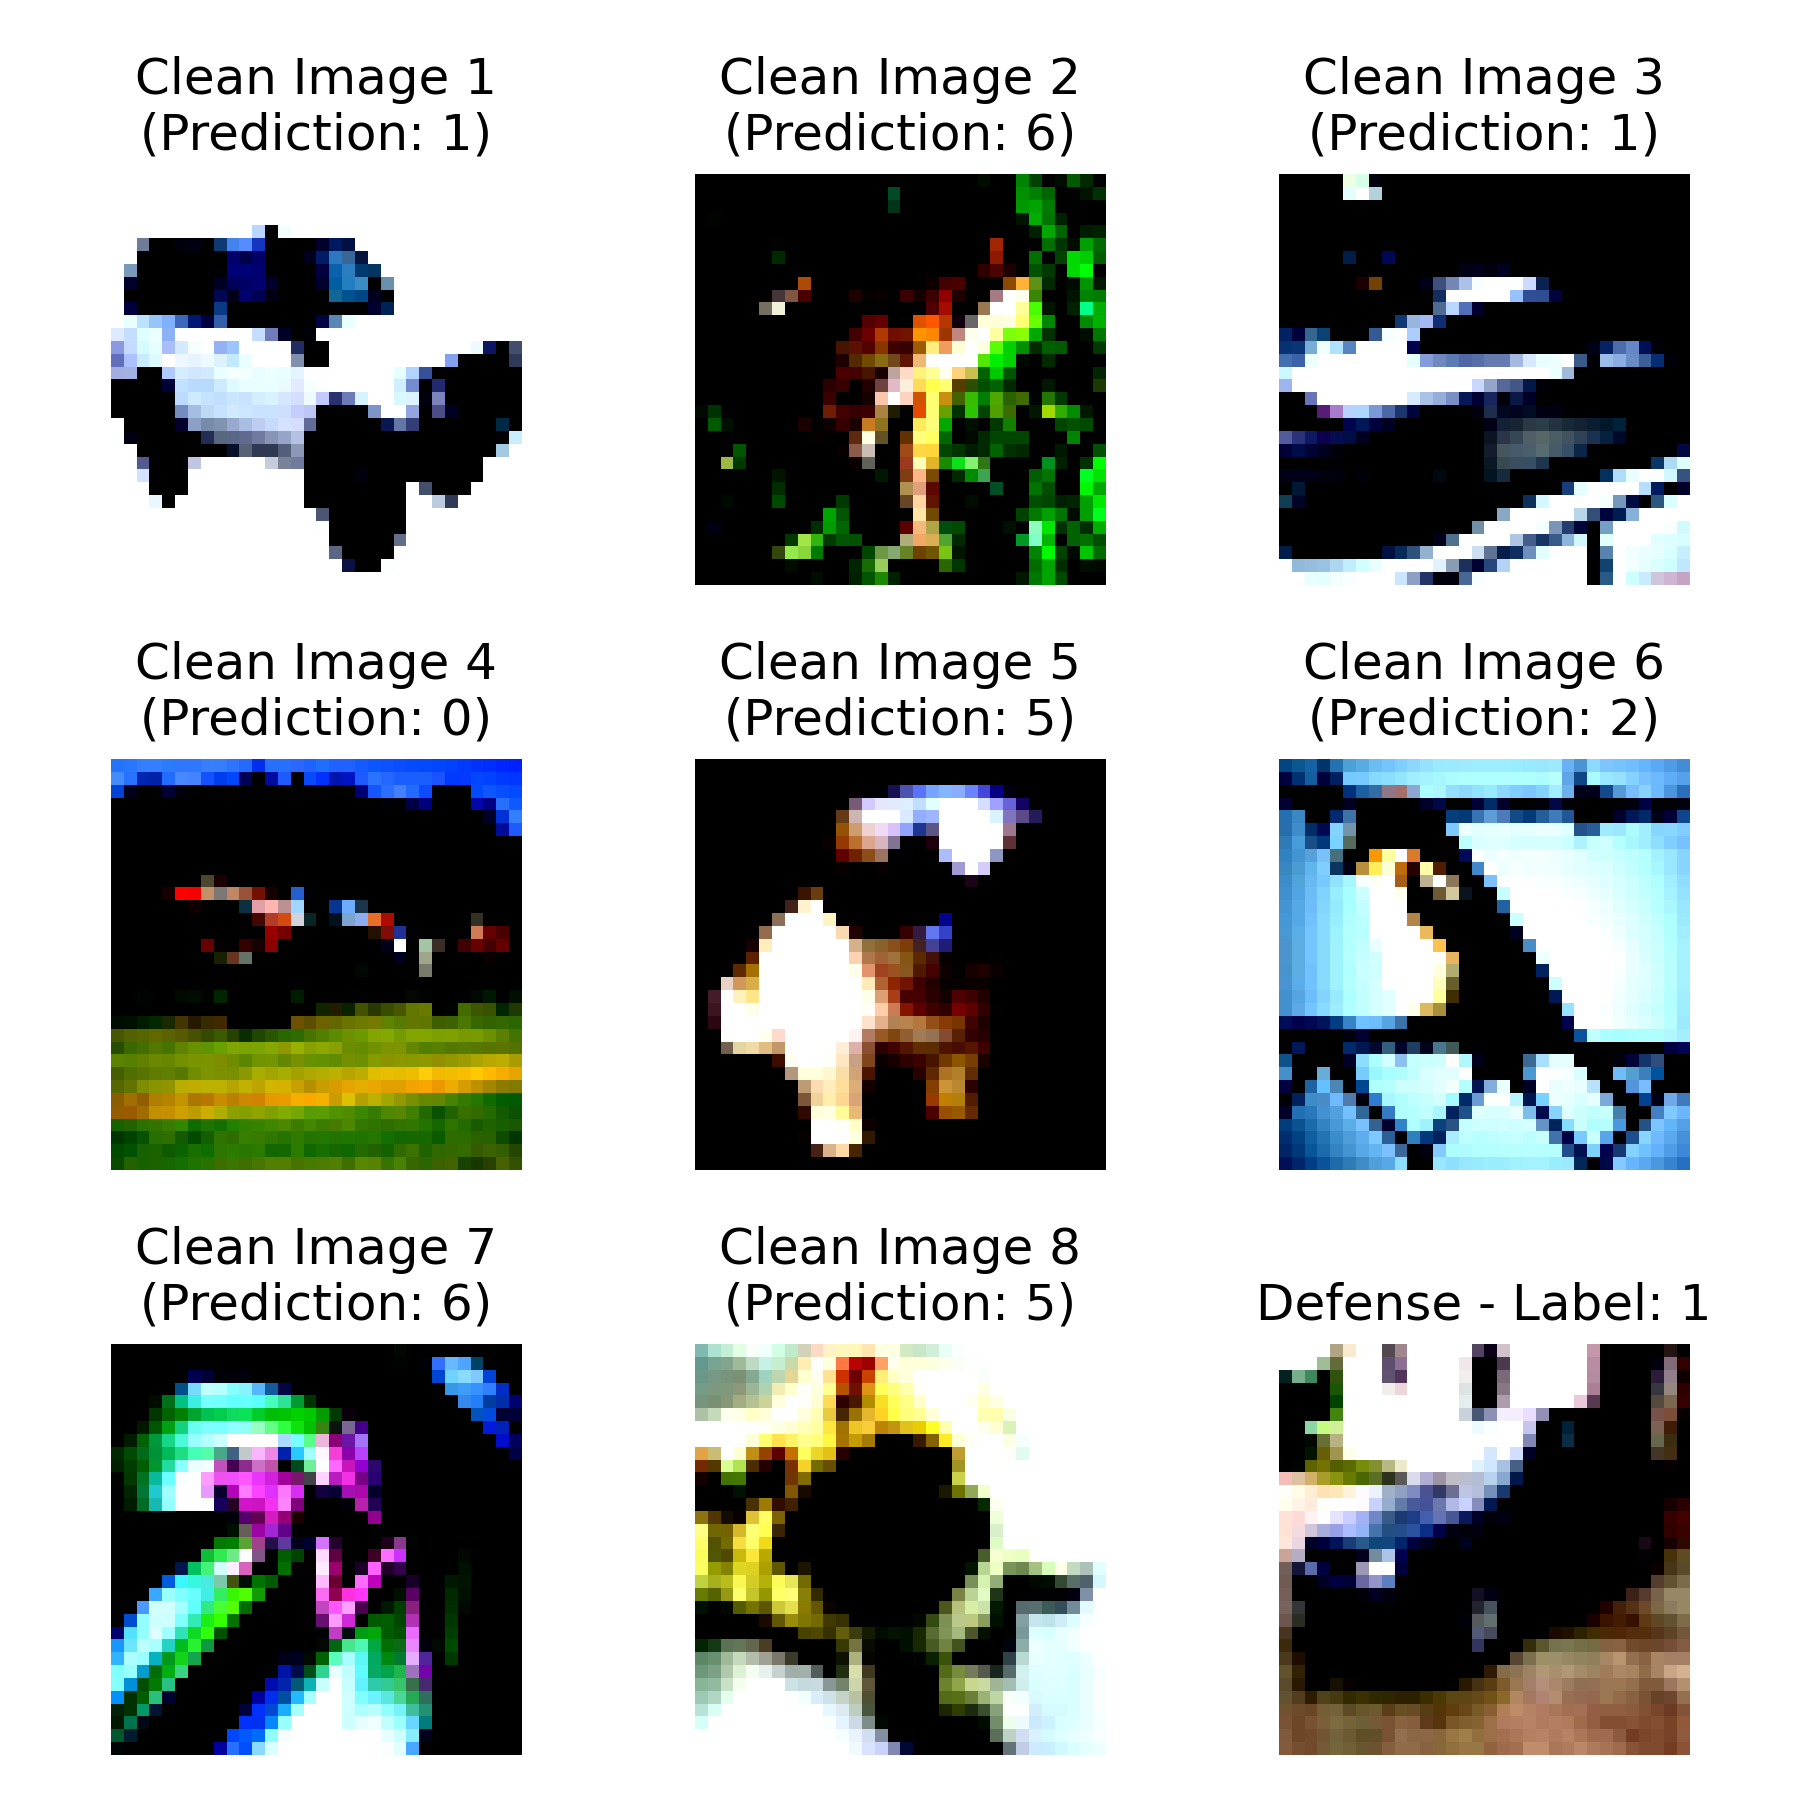 Clean Image 1
(Prediction: 1)
Clean Image 2
(Prediction: 6)
Clean Image 3
(Prediction: 1)
Clean Image 4
(Prediction: 0)
Clean Image 5
(Prediction: 5)
Clean Image 6
(Prediction: 2)
Clean Image 7
(Prediction: 6)
Clean Image 8
(Prediction: 5)
Defense - Label: 1